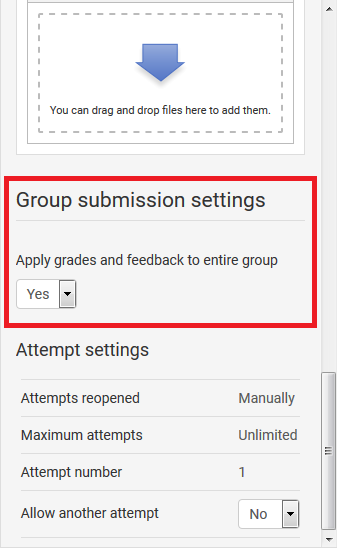 You can drag and drop files here to add them.
Group submission settings
Apply grades and feedback to entire group
Yes
Attempt settings
Attempts reopened Manually
Maximum attempts Unlimited
Attempt number 1
Allow another attempt No